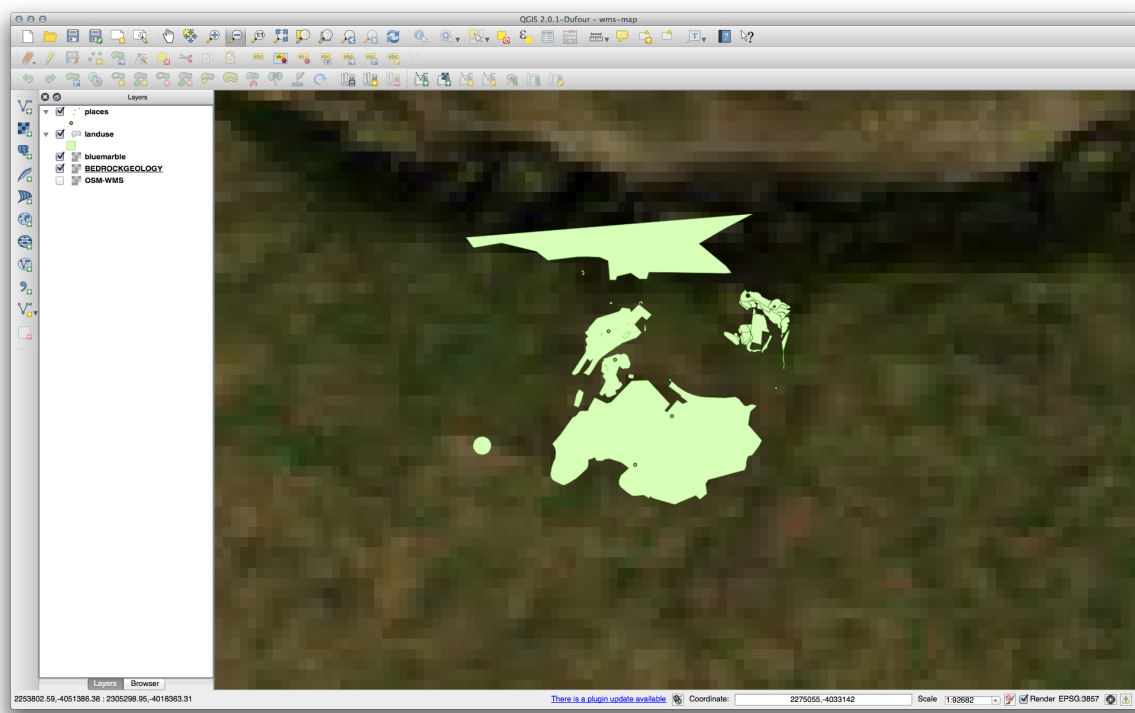 QGIS 2.0.1-Dufour - wms-map
Layers
places
landuse
bluemarble
BEDROCKGEOLOGY
OSM-WMS
Layers Browser
2253802.59,-4051386.38 : 2305298.95,-4018363.31 There is a plugin update available Coordinate: 2275055,-4033142 Scale 1:92682 Render EPSG:3857